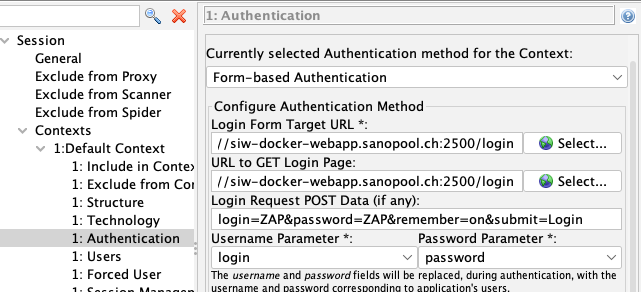 1: Authentication
Session
General
Exclude from Proxy
Exclude from Scanner
Exclude from Spider
Contexts
1:Default Context
1: Include in Contex
1: Exclude from Cor
1: Structure
1: Technology
1: Authentication
1: Users
1: Forced User
1: Session Manager
Currently selected Authentication method for the Context:
Form-based Authentication
Configure Authentication Method
Login Form Target URL *:
//siw-docker-webapp.sanopool.ch:2500/login
Select...
URL to GET Login Page:
//siw-docker-webapp.sanopool.ch:2500/login
Select...
Login Request POST Data (if any):
login=ZAP&password=ZAP&remember=on&submit=Login
Username Parameter *: Password Parameter *:
login password
The username and password fields will be replaced, during authentication, with the
username and password corresponding to application's users.